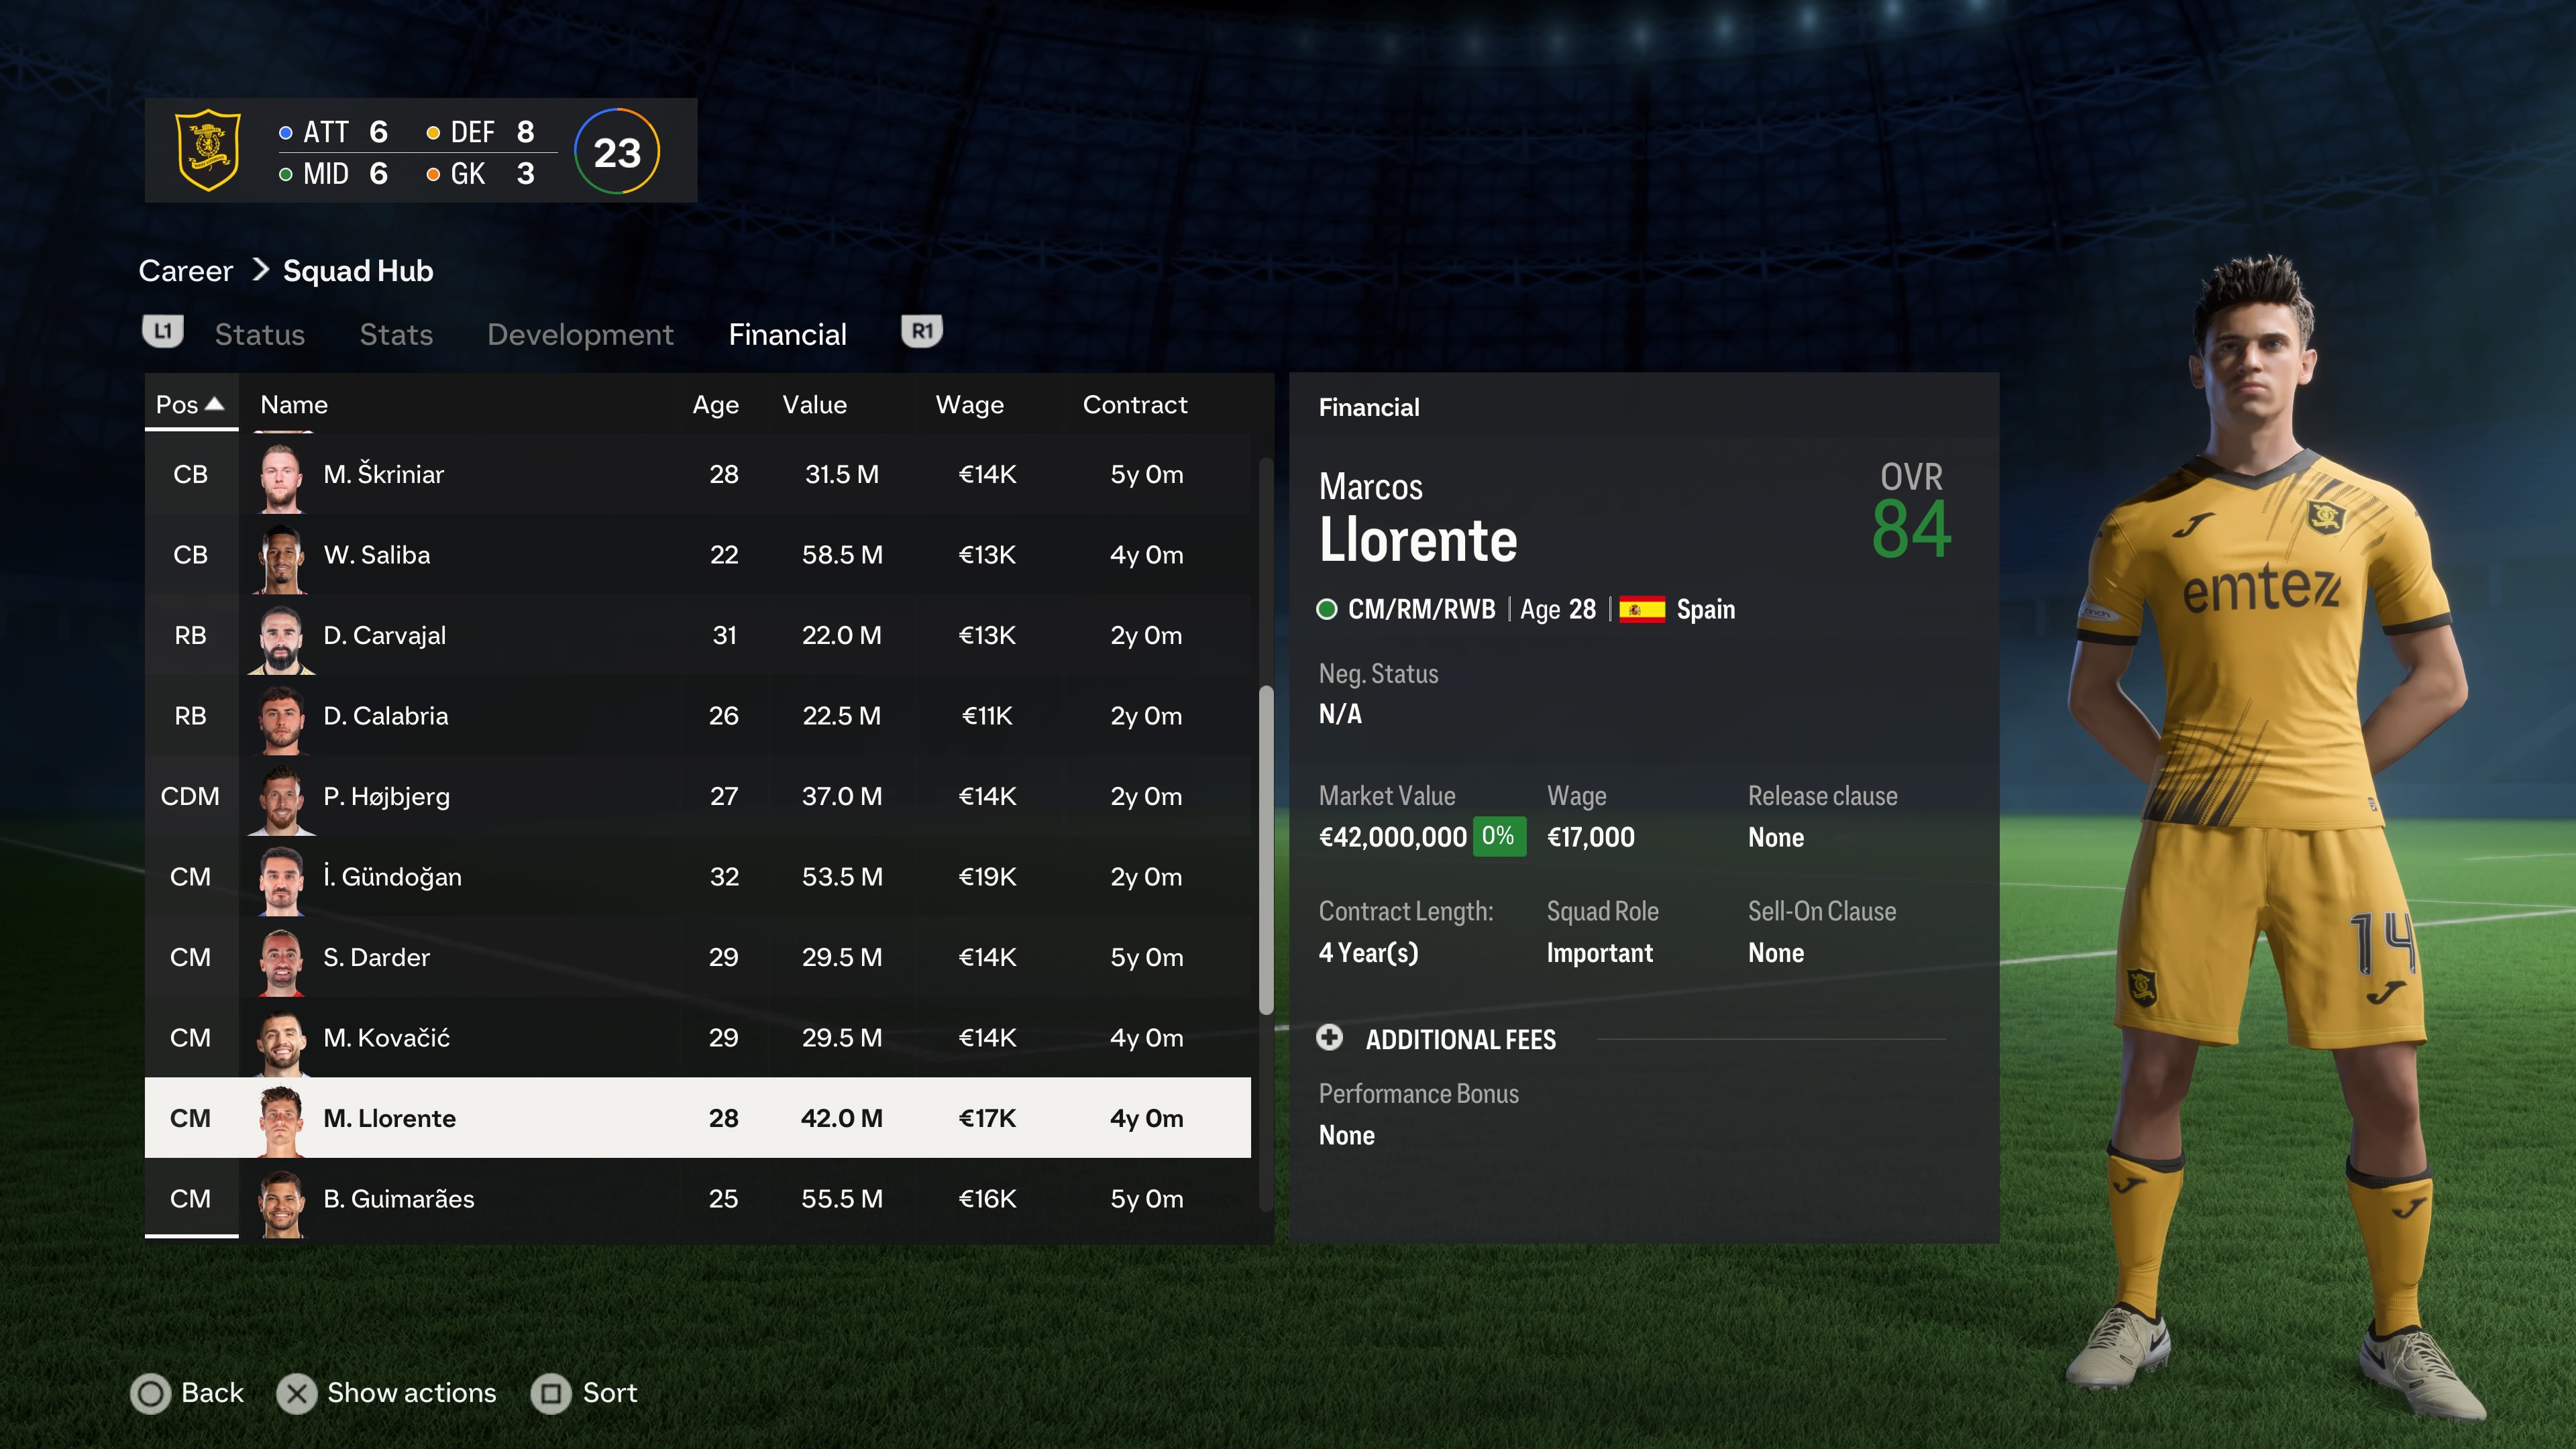 ATT 6 DEF 8
MID 6 GK 3
23
Career > Squad Hub
L1 Status Stats Development Financial R1
Pos Name Age Value Wage Contract
CB M. Škriniar 28 31.5 M €14K 5y 0m
CB W. Saliba 22 58.5 M €13K 4y 0m
RB D. Carvajal 31 22.0 M €13K 2y 0m
RB D. Calabria 26 22.5 M €11K 2y 0m
CDM P. Højbjerg 27 37.0 M €14K 2y 0m
CM İ. Gündoğan 32 53.5 M €19K 2y 0m
CM S. Darder 29 29.5 M €14K 5y 0m
CM M. Kovačić 29 29.5 M €14K 4y 0m
CM M. Llorente 28 42.0 M €17K 4y 0m
CM B. Guimarães 25 55.5 M €16K 5y 0m
Financial
Marcos
Llorente
OVR
84
CM/RM/RWB | Age 28 | Spain
Neg. Status
N/A
Market Value Wage Release clause
€42,000,000 0% €17,000 None
Contract Length: Squad Role Sell-On Clause
4 Year(s) Important None
ADDITIONAL FEES
Performance Bonus
None
emtez
14
Back Show actions Sort